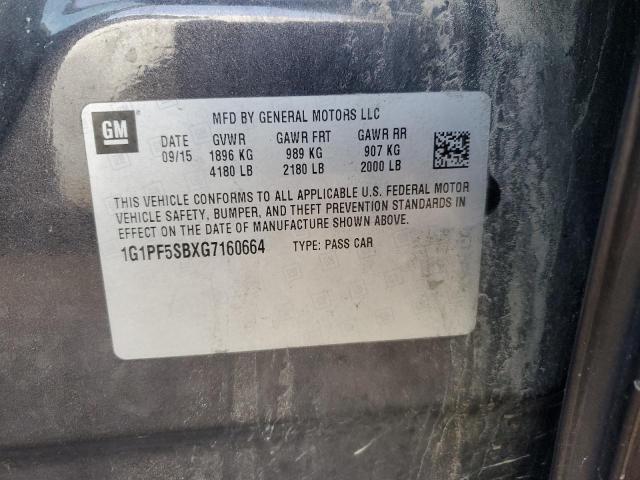 GM
MFD BY GENERAL MOTORS LLC
DATE GVWR GAWR FRT GAWR RR
09/15 1896 KG 989 KG 907 KG
4180 LB 2180 LB 2000 LB
THIS VEHICLE CONFORMS TO ALL APPLICABLE U.S. FEDERAL MOTOR
VEHICLE SAFETY, BUMPER, AND THEFT PREVENTION STANDARDS IN
EFFECT ON THE DATE OF MANUFACTURE SHOWN ABOVE.
1G1PF5SBXG7160664 TYPE: PASS CAR